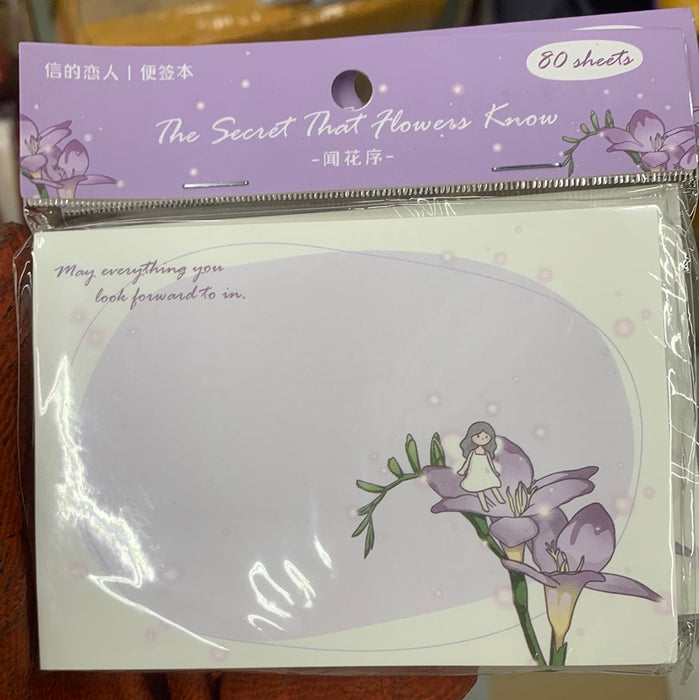 信的恋人 | 便签本
80 sheets
The Secret That Flowers Know
-闻花序-
May everything you
look forward to in.